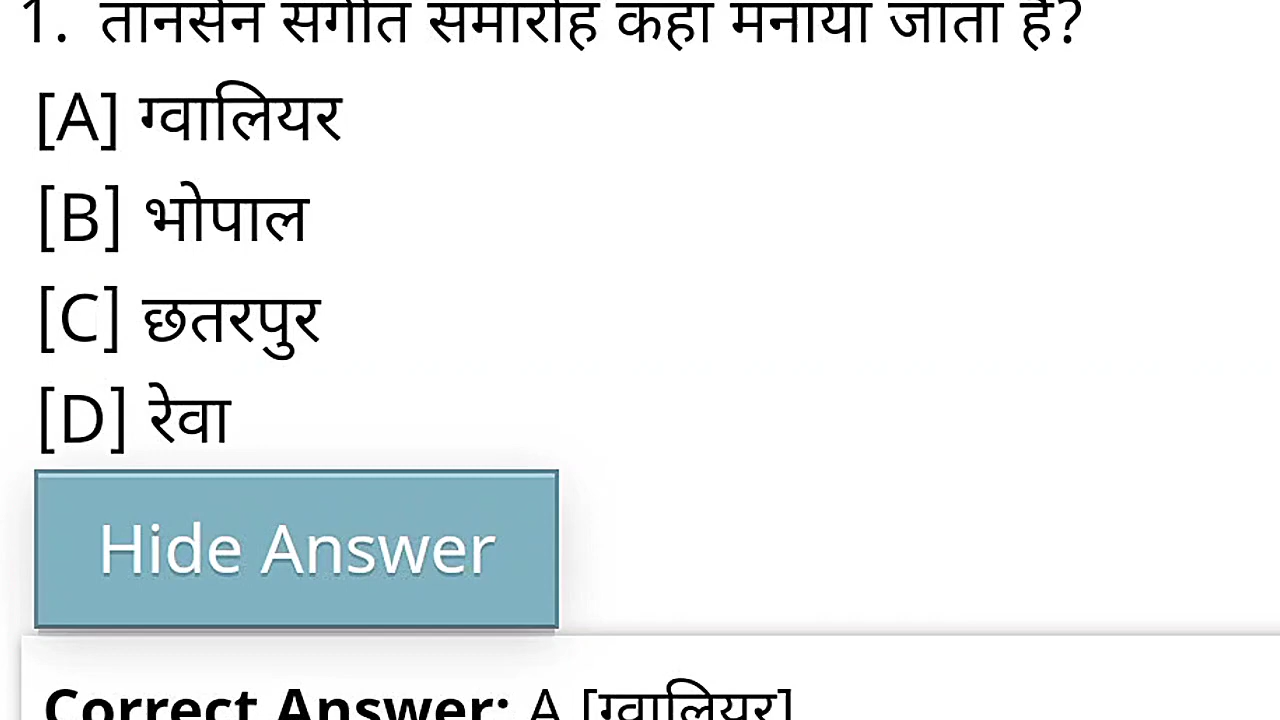 1. तानसेन संगीत समारोह कहाँ मनाया जाता है?
[A] ग्वालियर
[B] भोपाल
[C] छतरपुर
[D] रेवा
Hide Answer
Correct Answer: A [ग्वालियर]